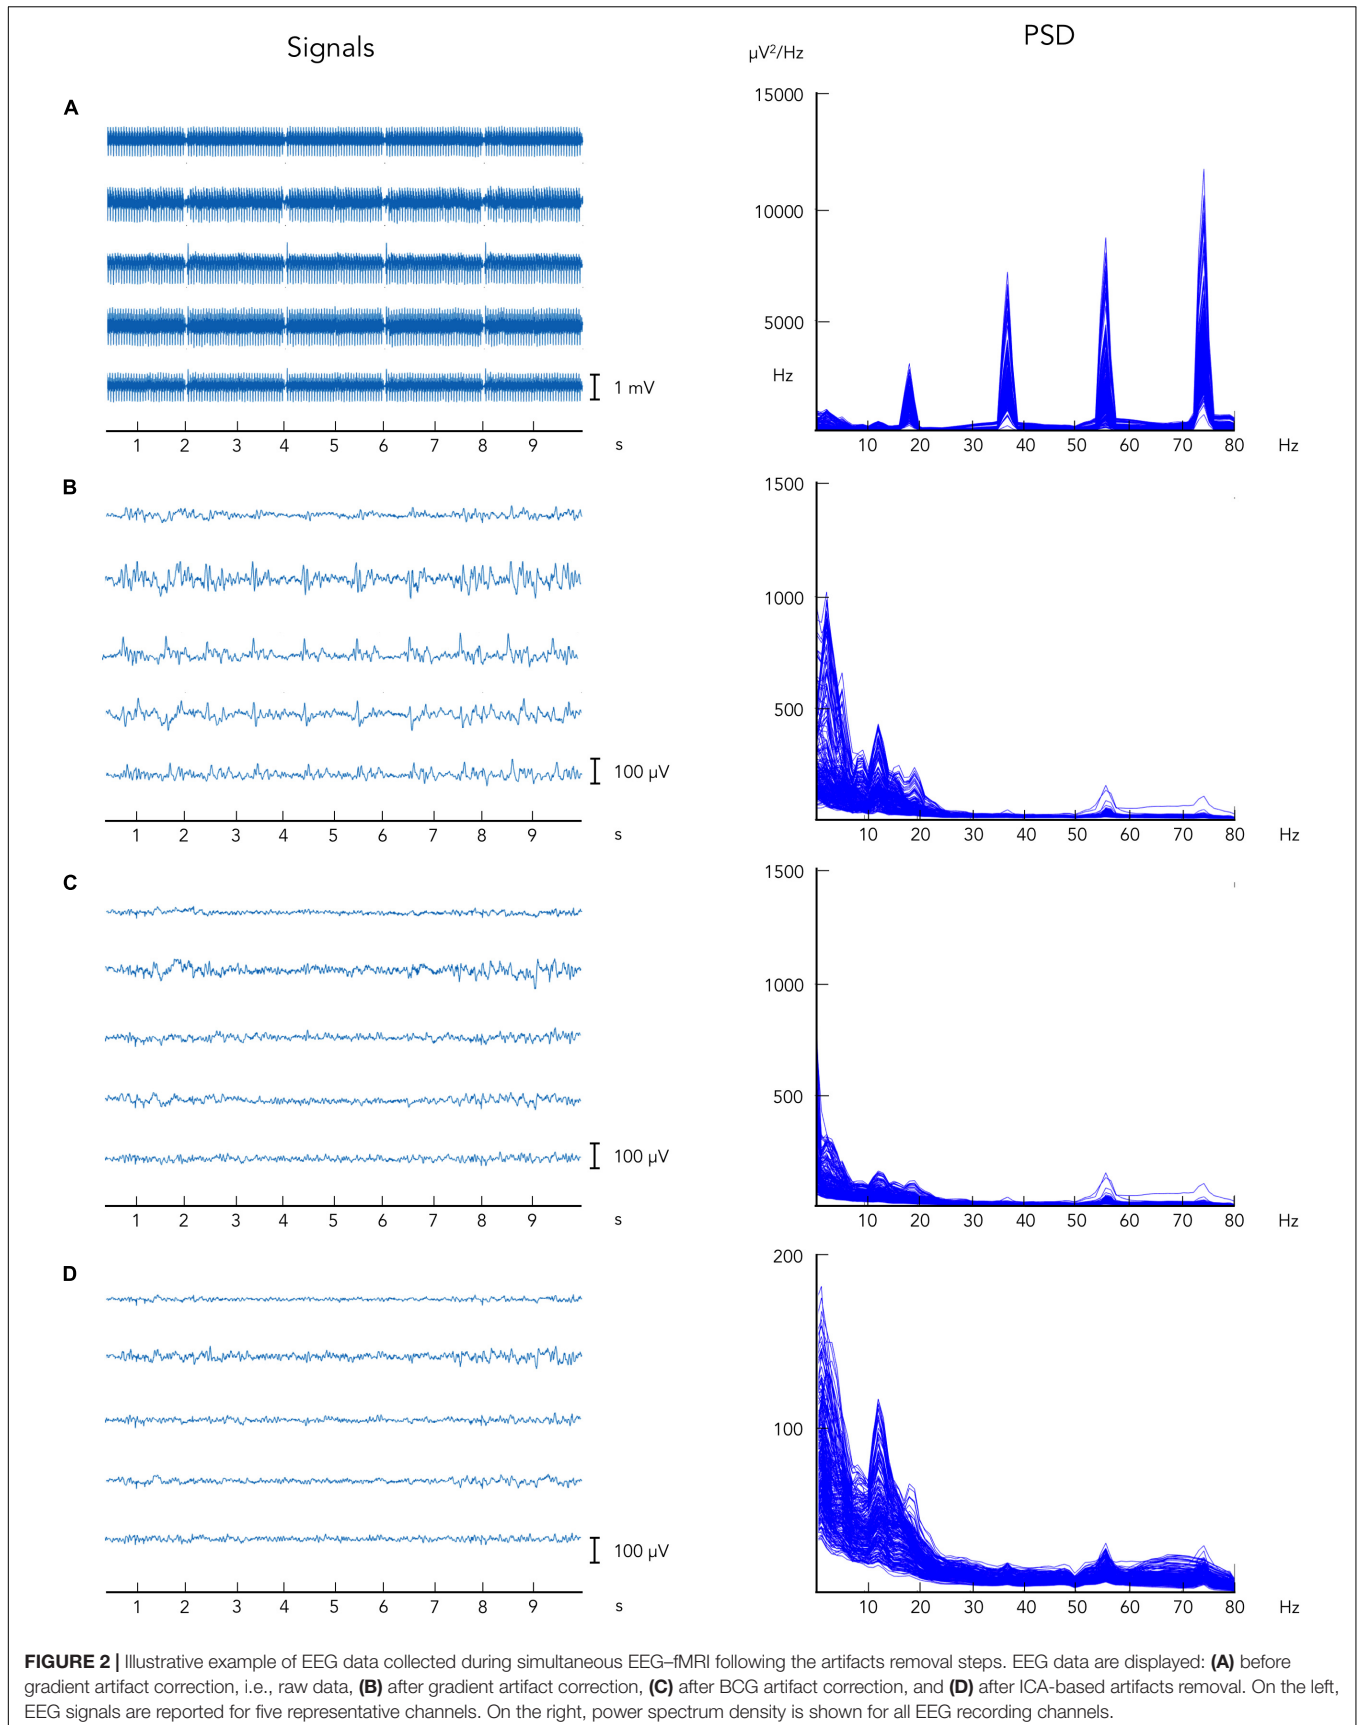 Signals
PSD
µV²/Hz
A
15000
10000
5000
Hz
1 mV
1 2 3 4 5 6 7 8 9 s
10 20 30 40 50 60 70 80 Hz
B
1500
1000
500
100 µV
1 2 3 4 5 6 7 8 9 s
10 20 30 40 50 60 70 80 Hz
C
1500
1000
500
100 µV
1 2 3 4 5 6 7 8 9 s
10 20 30 40 50 60 70 80 Hz
D
200
100
100 µV
1 2 3 4 5 6 7 8 9 s
10 20 30 40 50 60 70 80 Hz
FIGURE 2 | Illustrative example of EEG data collected during simultaneous EEG–fMRI following the artifacts removal steps. EEG data are displayed: (A) before
gradient artifact correction, i.e., raw data, (B) after gradient artifact correction, (C) after BCG artifact correction, and (D) after ICA-based artifacts removal. On the left,
EEG signals are reported for five representative channels. On the right, power spectrum density is shown for all EEG recording channels.